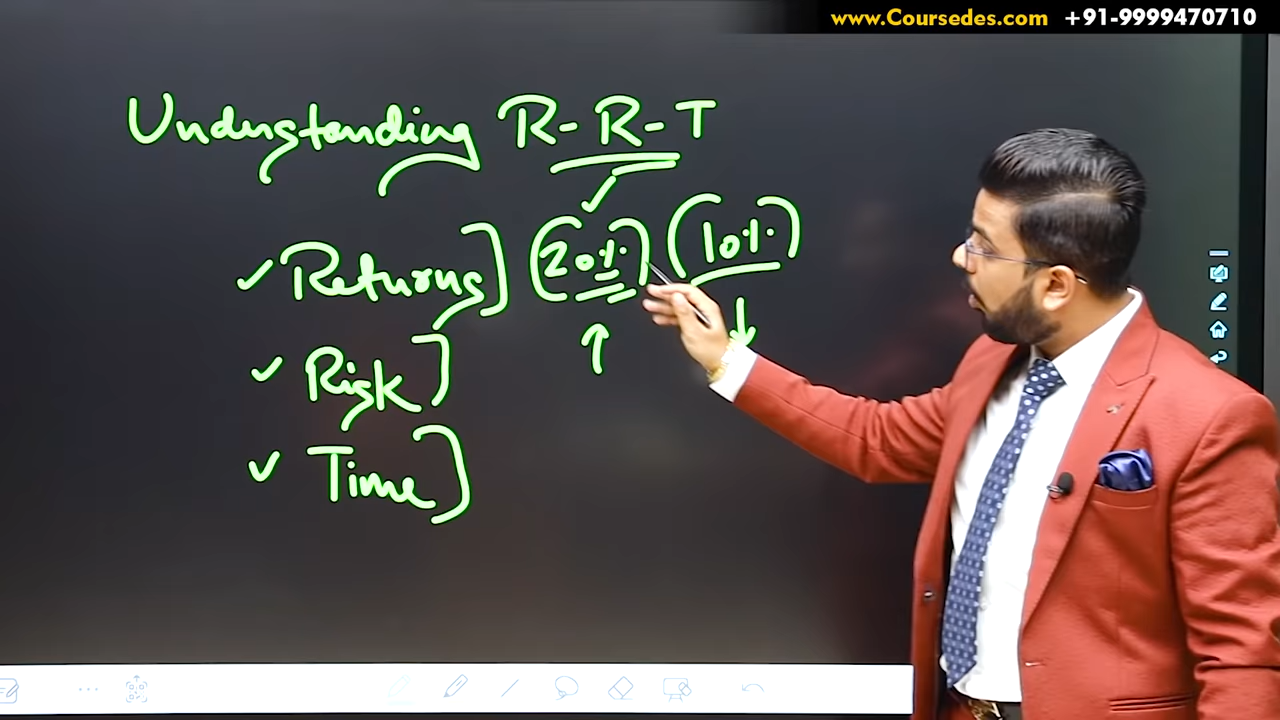 www.Coursedes.com +91-9999470710
Understanding R-R-T
Returns] (20%) (10%)
Risk]
Time]